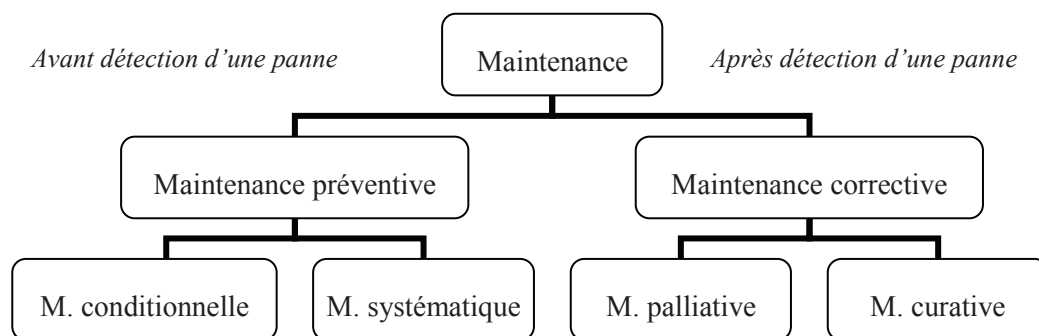 Avant détection d’une panne
Maintenance
Après détection d’une panne
Maintenance préventive
Maintenance corrective
M. conditionnelle
M. systématique
M. palliative
M. curative